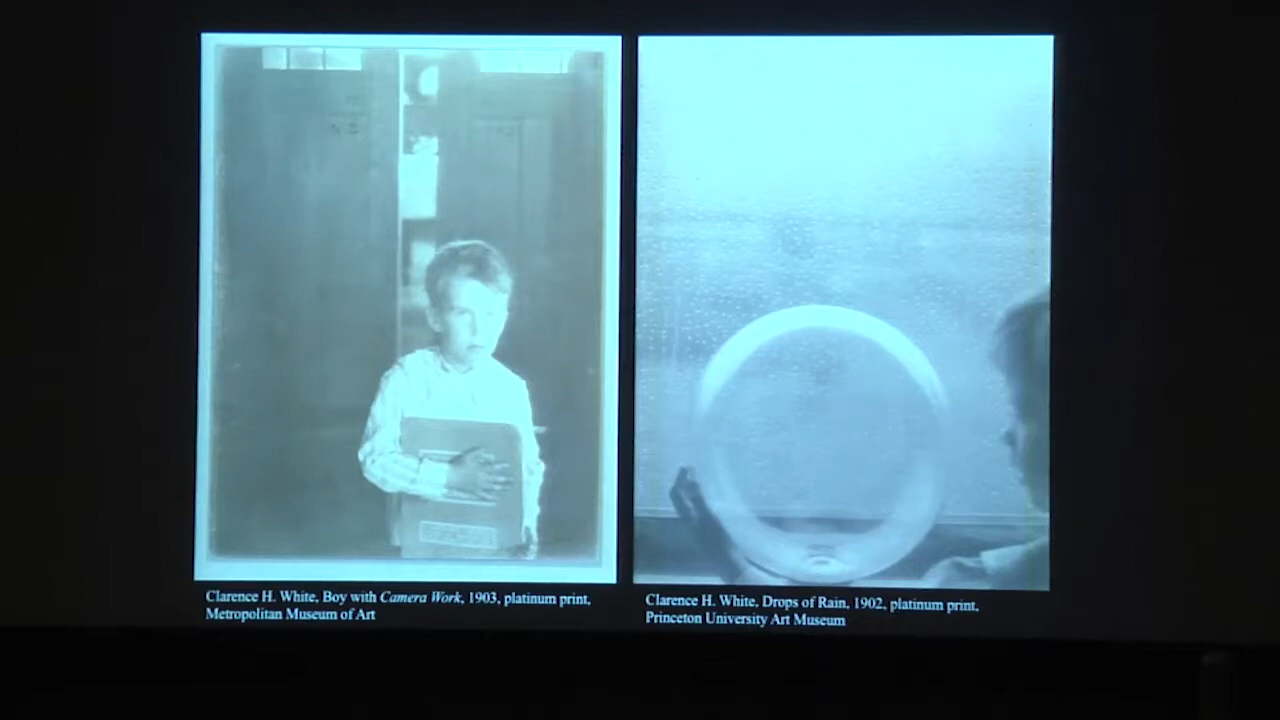 Clarence H. White, Boy with Camera Work, 1903, platinum print,
Metropolitan Museum of Art
Clarence H. White, Drops of Rain, 1902, platinum print,
Princeton University Art Museum